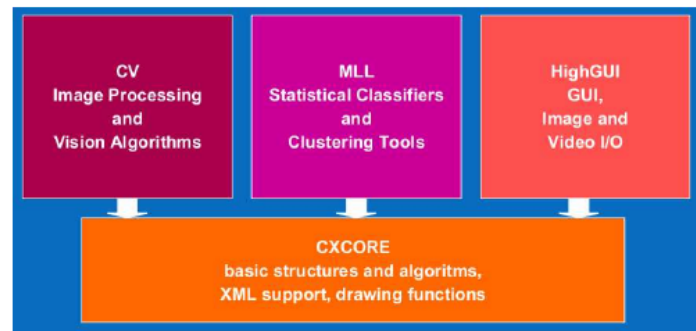 CV
Image Processing
and
Vision Algorithms
MLL
Statistical Classifiers
and
Clustering Tools
HighGUI
GUI,
Image and
Video I/O
CXCORE
basic structures and algoritms,
XML support, drawing functions